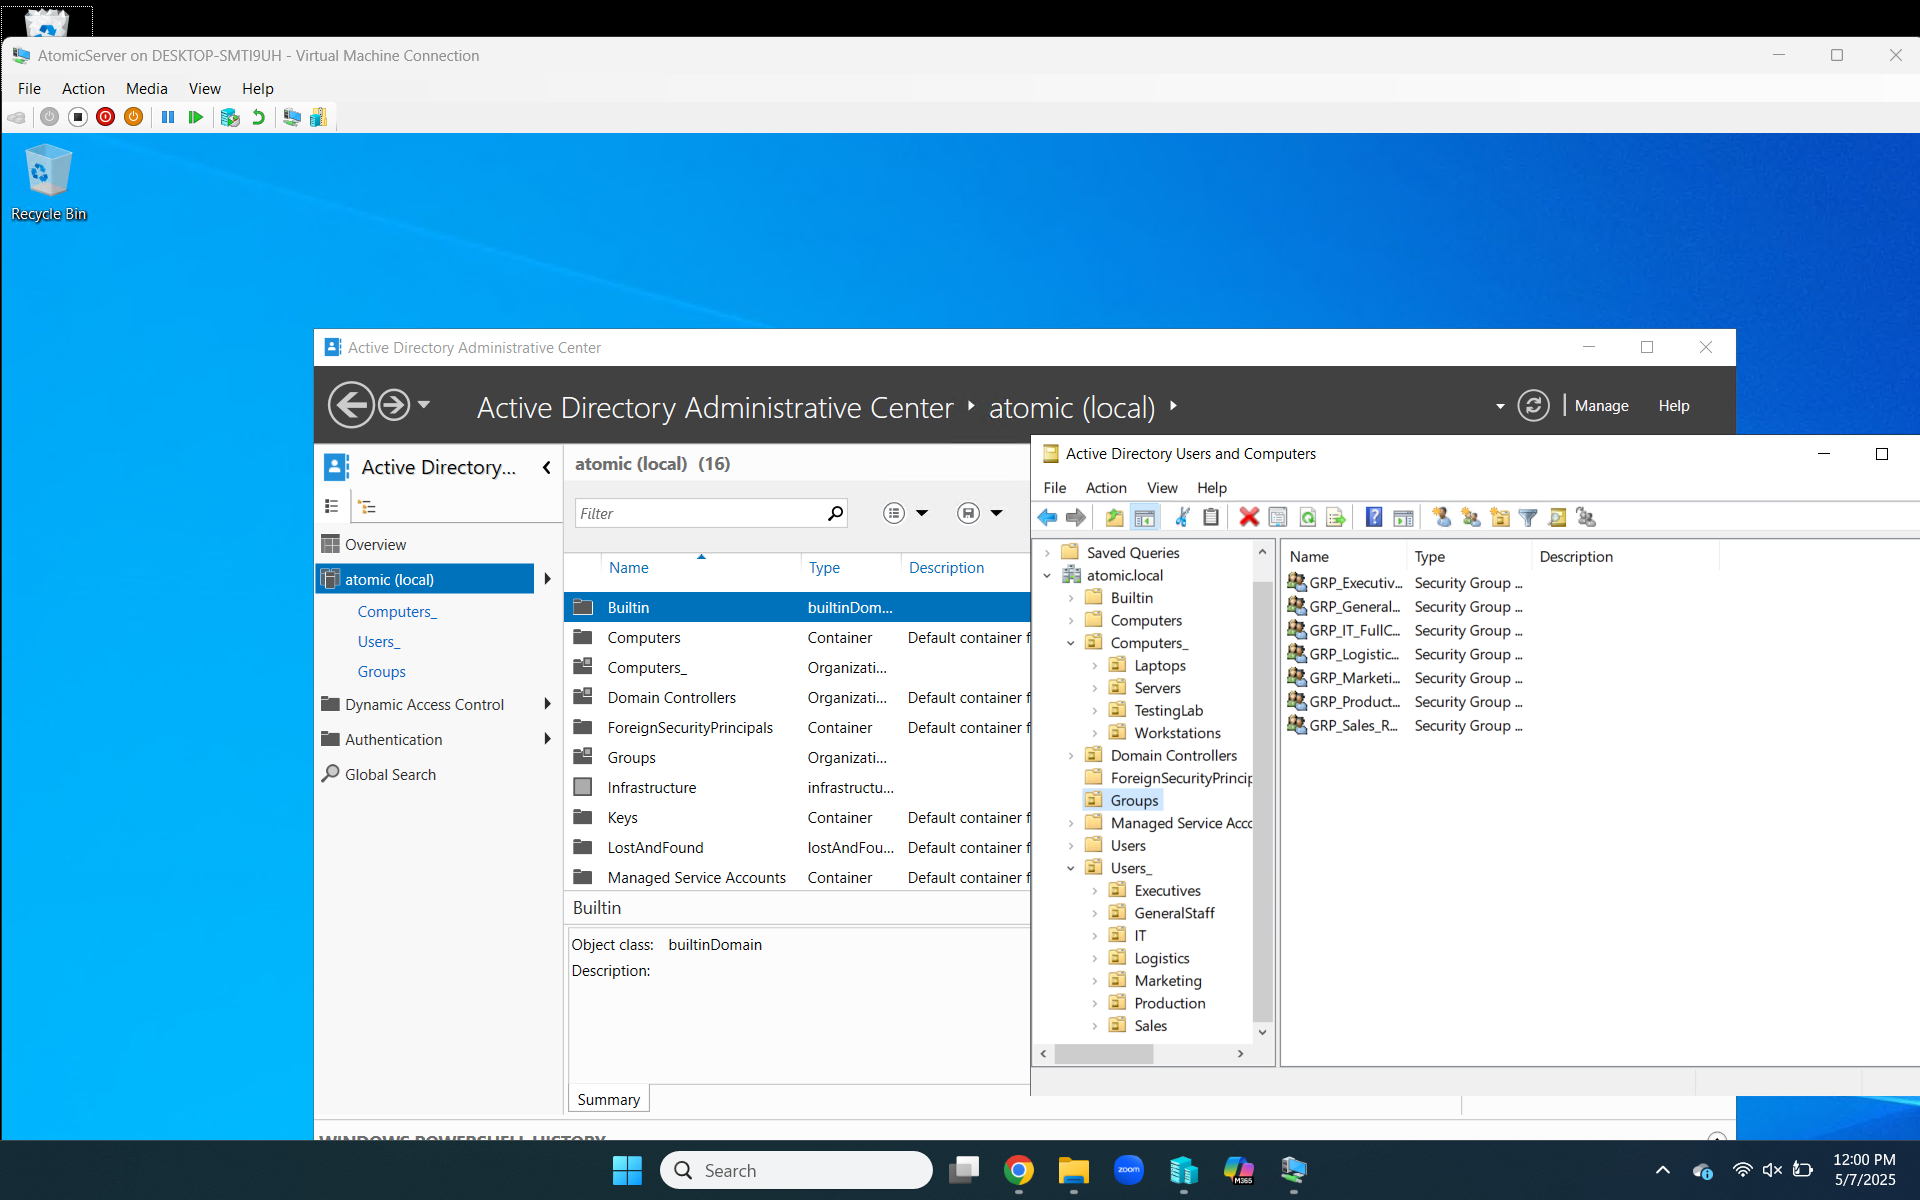 AtomicServer on DESKTOP-SMTI9UH - Virtual Machine Connection
File Action Media View Help
Recycle Bin
Active Directory Administrative Center
Active Directory Administrative Center atomic (local) Manage Help
Active Directory...
Overview
atomic (local)
Computers_
Users_
Groups
Dynamic Access Control
Authentication
Global Search
atomic (local) (16)
Filter
Name Type Description
Builtin builtinDom...
Computers Container Default container f
Computers_ Organizati...
Domain Controllers Organizati... Default container f
ForeignSecurityPrincipals Container Default container f
Groups Organizati...
Infrastructure infrastructu...
Keys Container Default container f
LostAndFound lostAndFou... Default container f
Managed Service Accounts Container Default container f
Builtin
Object class: builtinDomain
Description:
Summary
WINDOWS POWERSHELL HISTORY
Active Directory Users and Computers
File Action View Help
Saved Queries
atomic.local
Builtin
Computers
Computers_
Laptops
Servers
TestingLab
Workstations
Domain Controllers
ForeignSecurityPrincip
Groups
Managed Service Acco
Users
Users_
Executives
GeneralStaff
IT
Logistics
Marketing
Production
Sales
Name Type Description
GRP_Executiv... Security Group ...
GRP_General... Security Group ...
GRP_IT_FullC... Security Group ...
GRP_Logistic... Security Group ...
GRP_Marketi... Security Group ...
GRP_Product... Security Group ...
GRP_Sales_R... Security Group ...
Search
zoom
M365
12:00 PM
5/7/2025